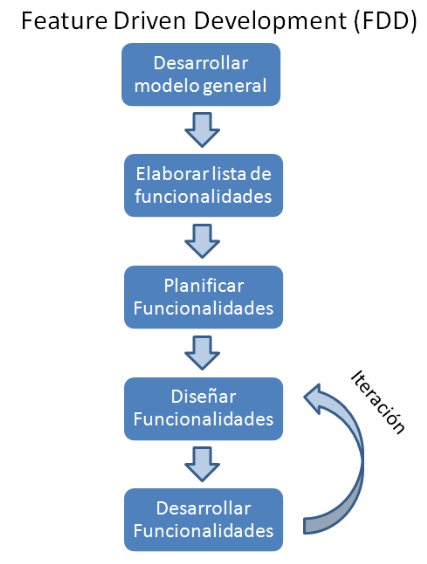 Feature Driven Development (FDD)
Desarrollar
modelo general
Elaborar lista de
funcionalidades
Planificar
Funcionalidades
Diseñar
Funcionalidades
Iteración
Desarrollar
Funcionalidades